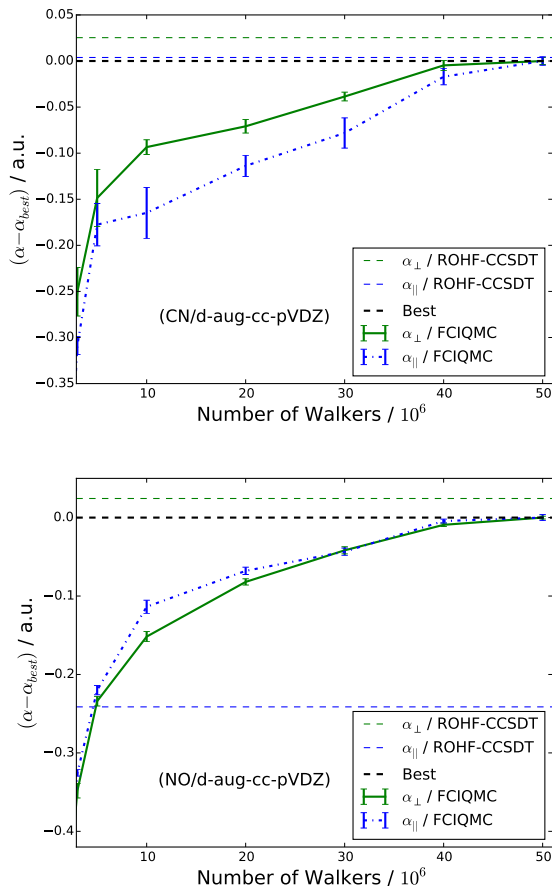 0.05
0.00
−0.05
−0.10
−0.15
−0.20
−0.25
−0.30
−0.35
(α−α_best) / a.u.
(CN/d-aug-cc-pVDZ)
α⊥ / ROHF-CCSDT
α|| / ROHF-CCSDT
Best
α⊥ / FCIQMC
α|| / FCIQMC
10 20 30 40 50
Number of Walkers / 10^6
0.0
−0.1
−0.2
−0.3
−0.4
(α−α_best) / a.u.
(NO/d-aug-cc-pVDZ)
α⊥ / ROHF-CCSDT
α|| / ROHF-CCSDT
Best
α⊥ / FCIQMC
α|| / FCIQMC
10 20 30 40 50
Number of Walkers / 10^6